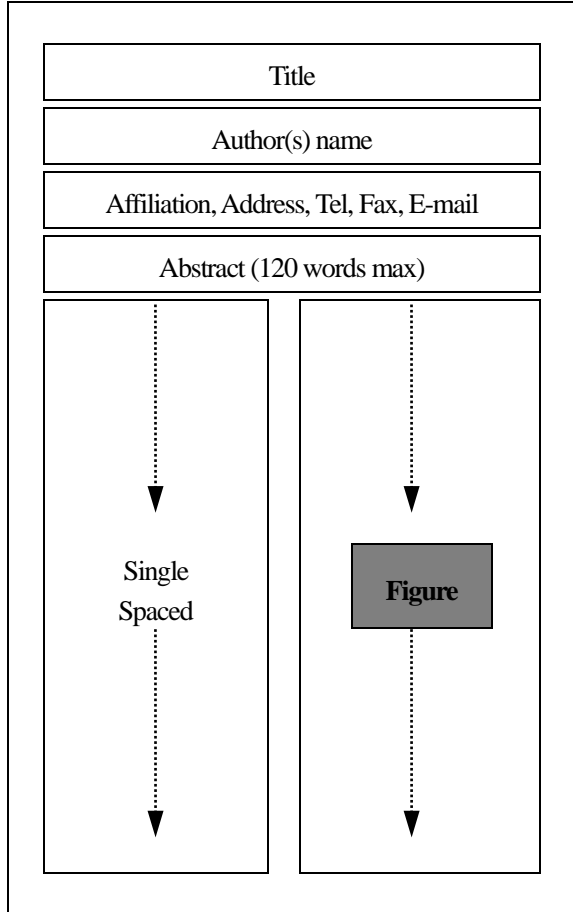 Title
Author(s) name
Affiliation, Address, Tel, Fax, E-mail
Abstract (120 words max)
Single
Spaced
Figure